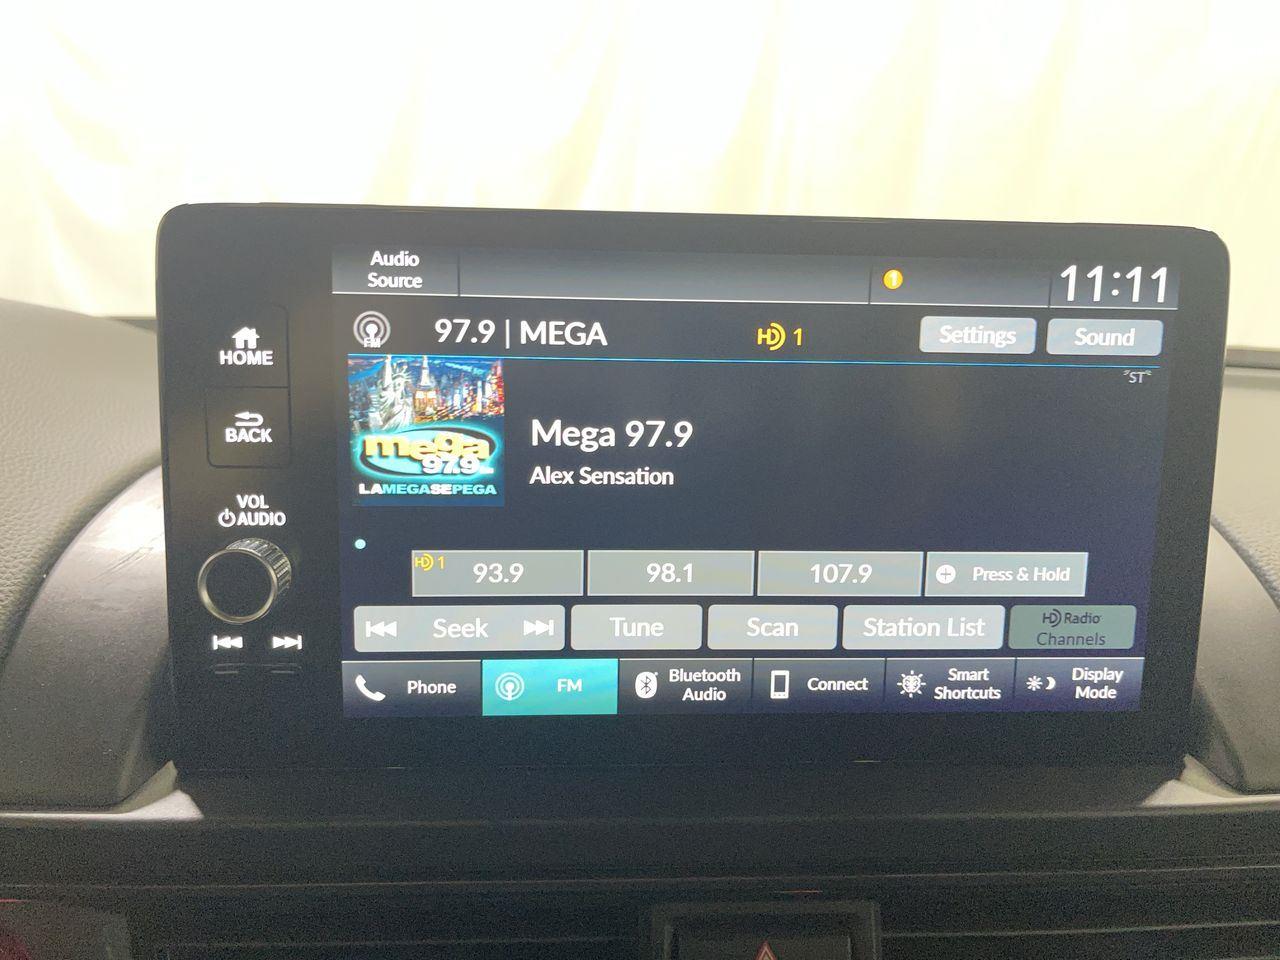 Audio
Source
1
11:11
FM
97.9 | MEGA
HD 1
Settings
Sound
ST
HOME
BACK
VOL
AUDIO
mega
97.9
LAMEGASEPEGA
Mega 97.9
Alex Sensation
HD 1
93.9
98.1
107.9
Press & Hold
Seek
Tune
Scan
Station List
HD Radio
Channels
Phone
FM
Bluetooth
Audio
Connect
Smart
Shortcuts
Display
Mode